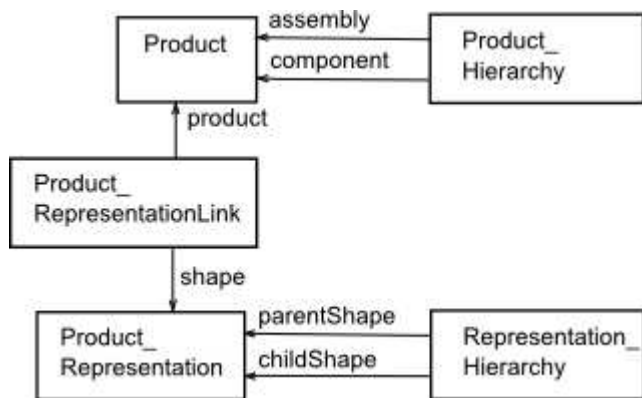 assembly
Product
Product_
Hierarchy
component
product
Product_
RepresentationLink
shape
parentShape
Product_
Representation
Representation_
Hierarchy
childShape